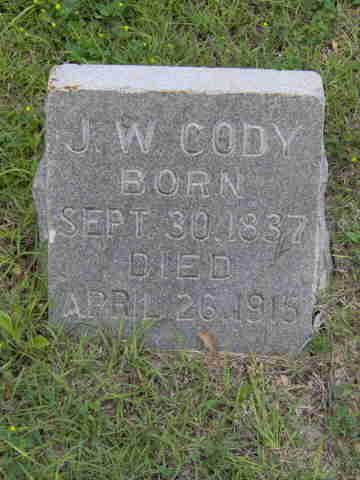 J. W. CODY
BORN
SEPT. 30. 1837
DIED
APRIL 26. 1915